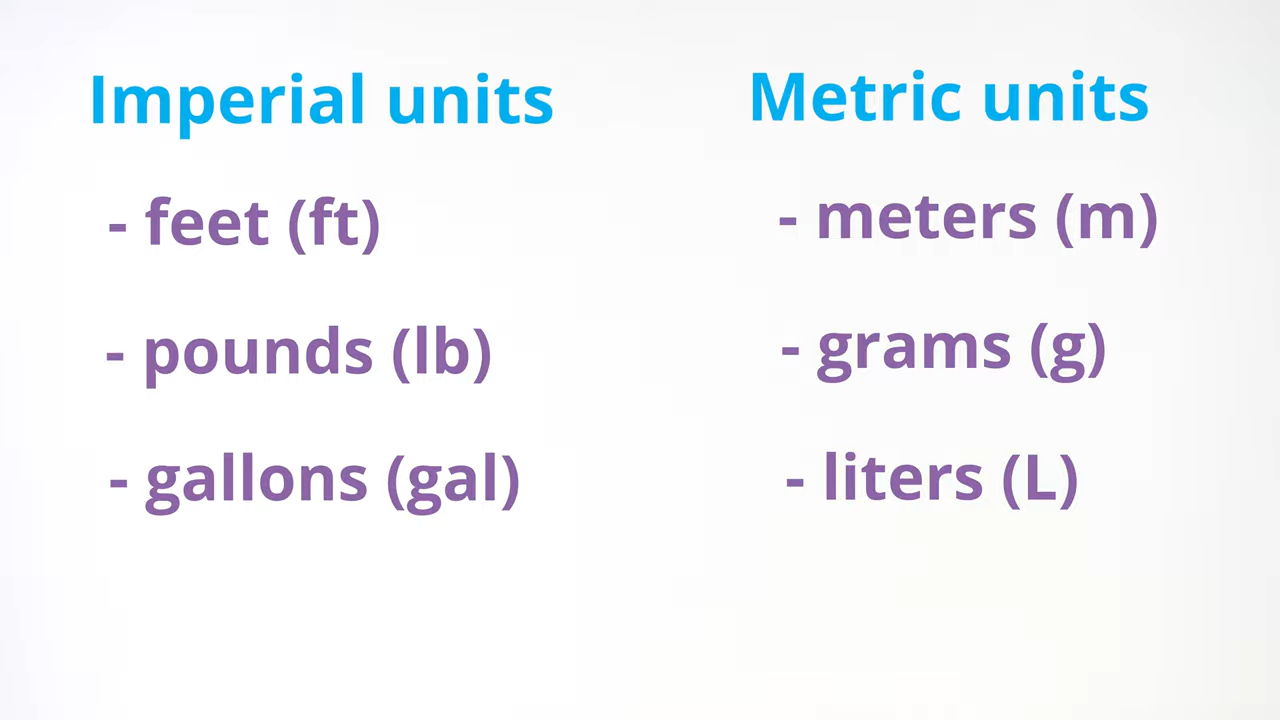 Imperial units
- feet (ft)
- pounds (lb)
- gallons (gal)
Metric units
- meters (m)
- grams (g)
- liters (L)